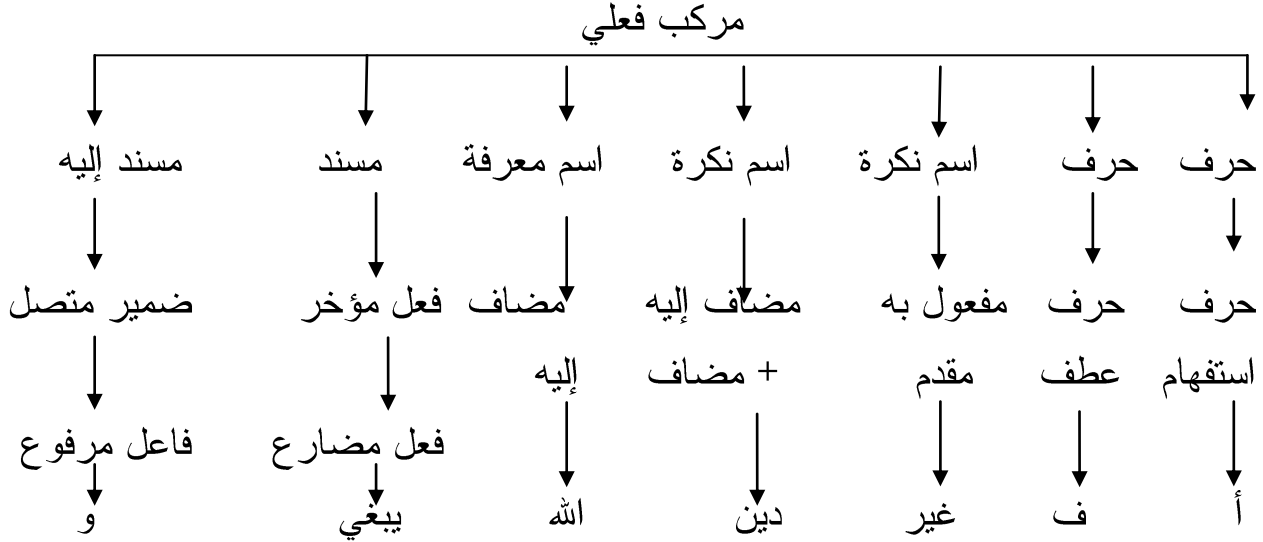 مركب فعلي
حرف حرف اسم نكرة اسم نكرة اسم معرفة مسند مسند إليه
حرف حرف مفعول به مضاف إليه مضاف فعل مؤخر ضمير متصل
استفهام عطف مقدم + مضاف إليه
فعل مضارع فاعل مرفوع
أ ف غير دين الله يبغي و